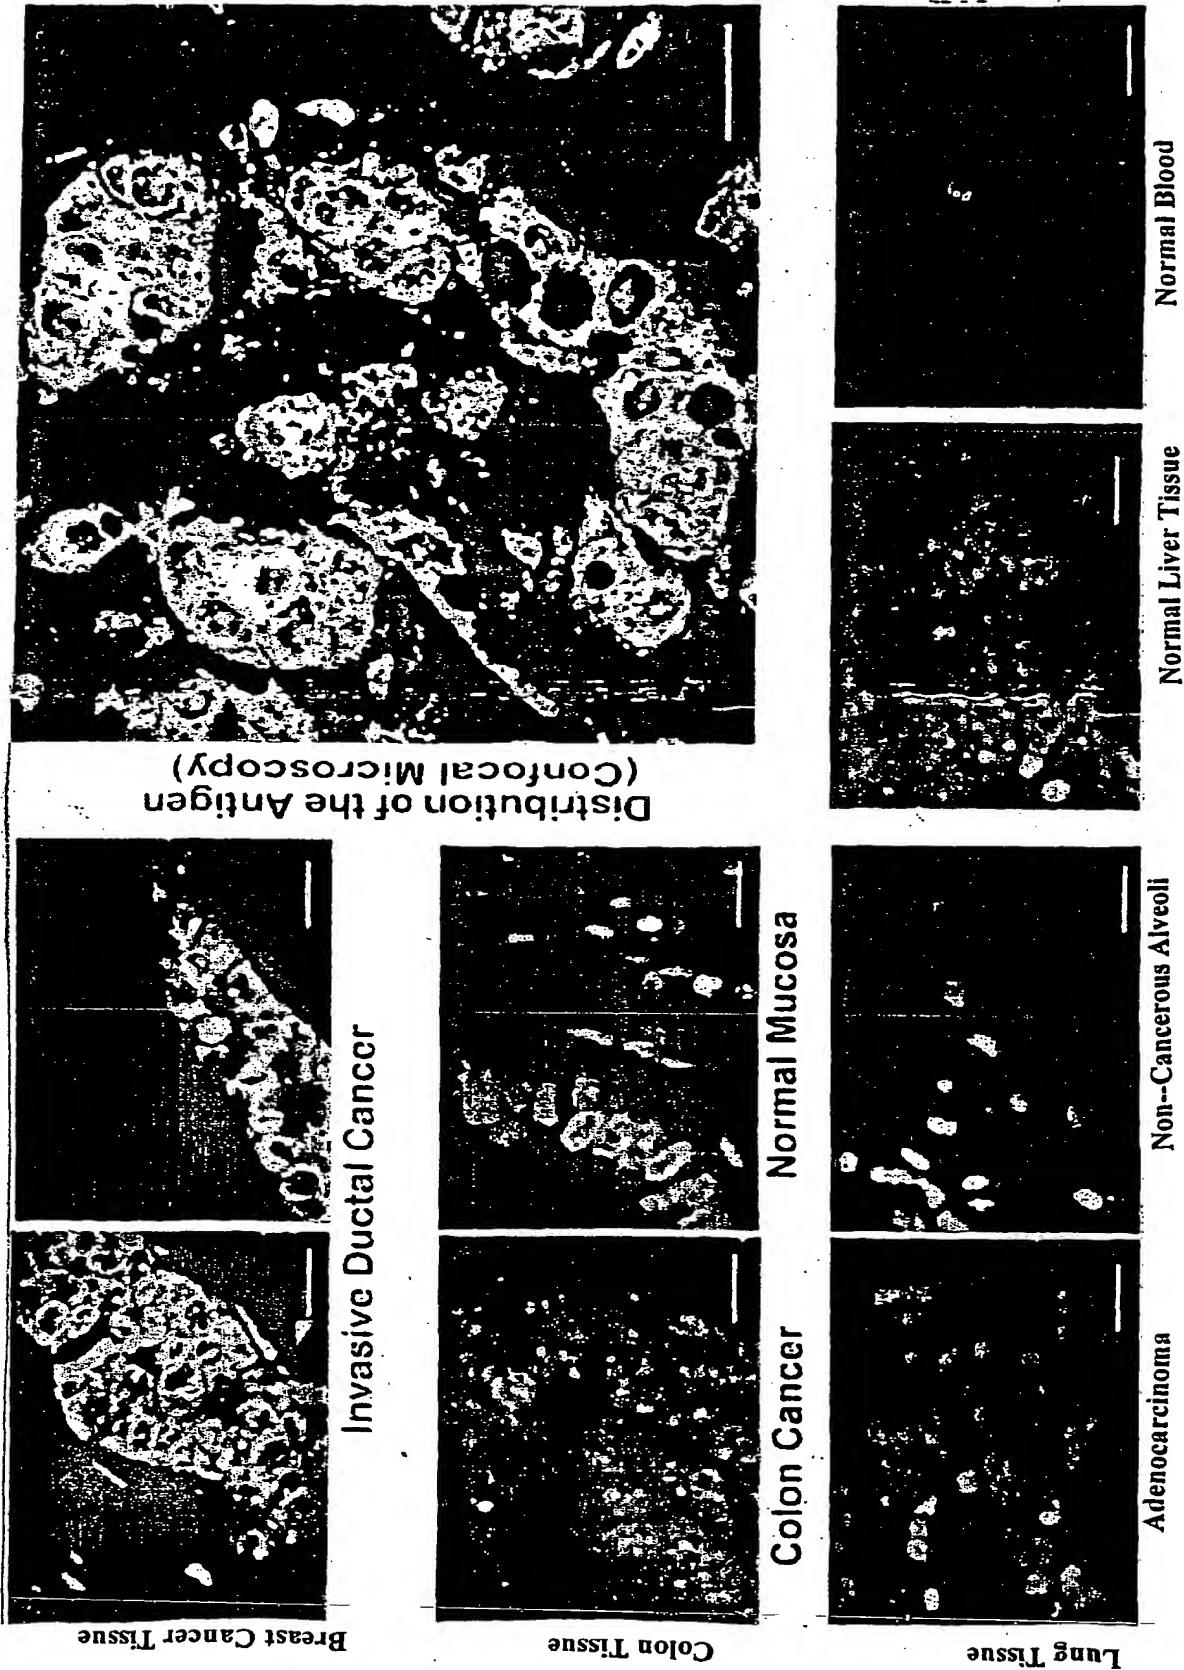 Breast Cancer Tissue
Invasive Ductal Cancer
Distribution of the Antigen
(Confocal Microscopy)
Colon Tissue
Colon Cancer
Normal Mucosa
Lung Tissue
Adenocarcinoma
Non--Cancerous Alveoli
Normal Liver Tissue
Normal Blood